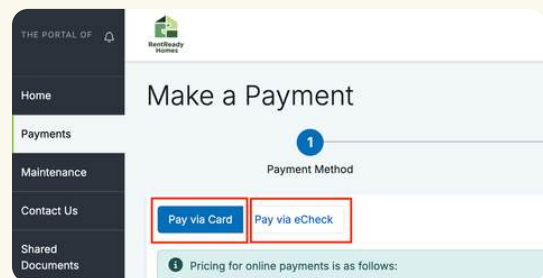 THE PORTAL OF
RentReady
Homes
Home
Payments
Maintenance
Contact Us
Shared
Documents
Make a Payment
1
Payment Method
Pay via Card
Pay via eCheck
Pricing for online payments is as follows: